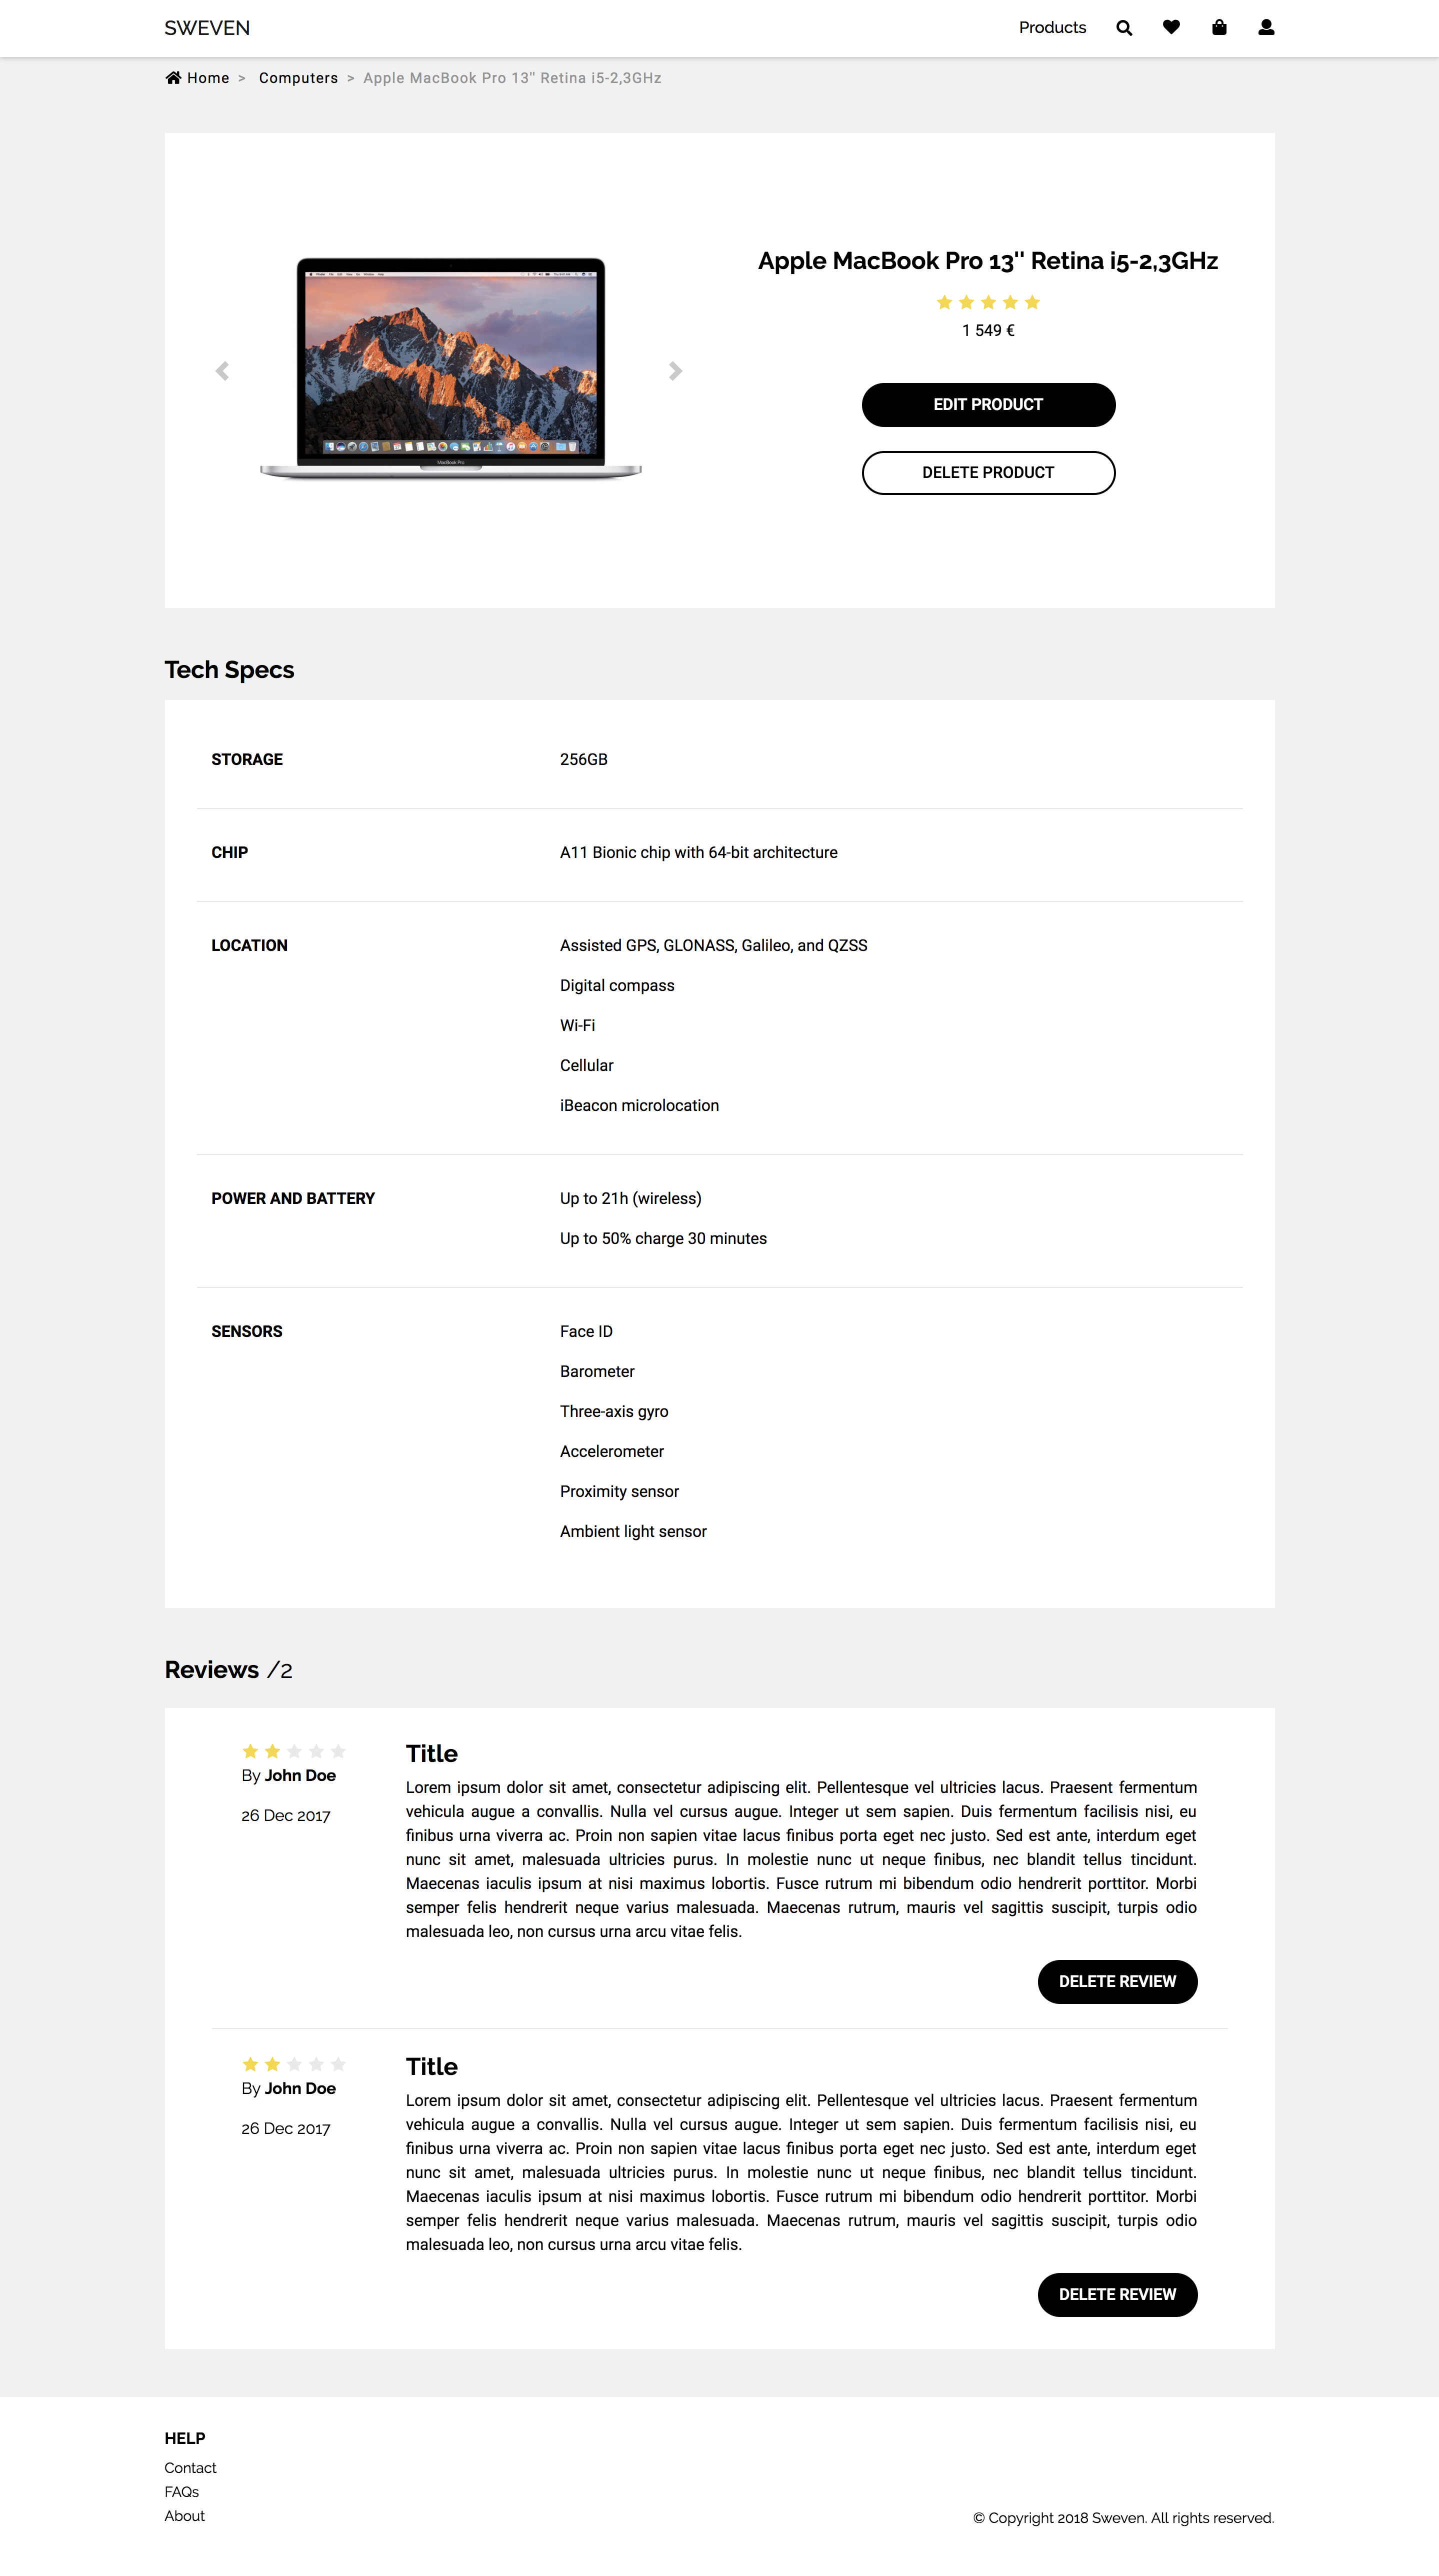 SWEVEN
Products
Home > Computers > Apple MacBook Pro 13'' Retina i5-2,3GHz
Apple MacBook Pro 13'' Retina i5-2,3GHz
1 549 €
EDIT PRODUCT
DELETE PRODUCT
MacBook Pro
Tech Specs
STORAGE
256GB
CHIP
A11 Bionic chip with 64-bit architecture
LOCATION
Assisted GPS, GLONASS, Galileo, and QZSS
Digital compass
Wi-Fi
Cellular
iBeacon microlocation
POWER AND BATTERY
Up to 21h (wireless)
Up to 50% charge 30 minutes
SENSORS
Face ID
Barometer
Three-axis gyro
Accelerometer
Proximity sensor
Ambient light sensor
Reviews /2
By John Doe
26 Dec 2017
Title
Lorem ipsum dolor sit amet, consectetur adipiscing elit. Pellentesque vel ultricies lacus. Praesent fermentum
vehicula augue a convallis. Nulla vel cursus augue. Integer ut sem sapien. Duis fermentum facilisis nisi, eu
finibus urna viverra ac. Proin non sapien vitae lacus finibus porta eget nec justo. Sed est ante, interdum eget
nunc sit amet, malesuada ultricies purus. In molestie nunc ut neque finibus, nec blandit tellus tincidunt.
Maecenas iaculis ipsum at nisi maximus lobortis. Fusce rutrum mi bibendum odio hendrerit porttitor. Morbi
semper felis hendrerit neque varius malesuada. Maecenas rutrum, mauris vel sagittis suscipit, turpis odio
malesuada leo, non cursus urna arcu vitae felis.
DELETE REVIEW
By John Doe
26 Dec 2017
Title
Lorem ipsum dolor sit amet, consectetur adipiscing elit. Pellentesque vel ultricies lacus. Praesent fermentum
vehicula augue a convallis. Nulla vel cursus augue. Integer ut sem sapien. Duis fermentum facilisis nisi, eu
finibus urna viverra ac. Proin non sapien vitae lacus finibus porta eget nec justo. Sed est ante, interdum eget
nunc sit amet, malesuada ultricies purus. In molestie nunc ut neque finibus, nec blandit tellus tincidunt.
Maecenas iaculis ipsum at nisi maximus lobortis. Fusce rutrum mi bibendum odio hendrerit porttitor. Morbi
semper felis hendrerit neque varius malesuada. Maecenas rutrum, mauris vel sagittis suscipit, turpis odio
malesuada leo, non cursus urna arcu vitae felis.
DELETE REVIEW
HELP
Contact
FAQs
About
© Copyright 2018 Sweven. All rights reserved.